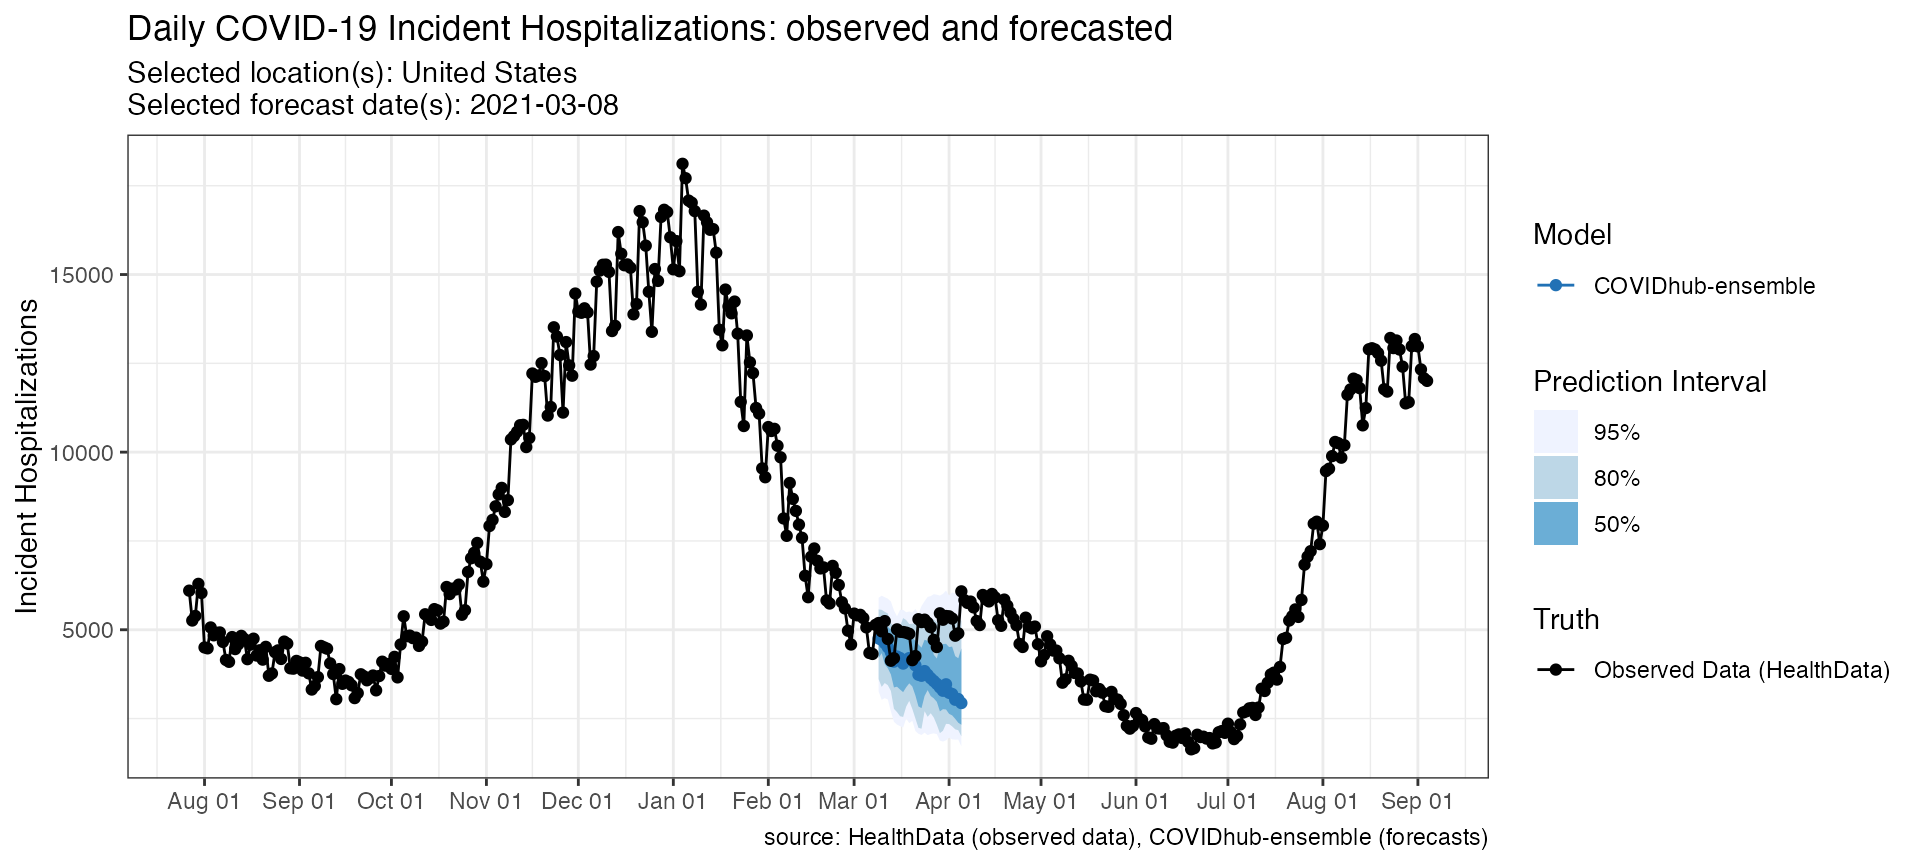 Daily COVID-19 Incident Hospitalizations: observed and forecasted
Selected location(s): United States
Selected forecast date(s): 2021-03-08
Incident Hospitalizations
15000
10000
5000
Aug 01 Sep 01 Oct 01 Nov 01 Dec 01 Jan 01 Feb 01 Mar 01 Apr 01 May 01 Jun 01 Jul 01 Aug 01 Sep 01
source: HealthData (observed data), COVIDhub-ensemble (forecasts)
Model
COVIDhub-ensemble
Prediction Interval
95%
80%
50%
Truth
Observed Data (HealthData)